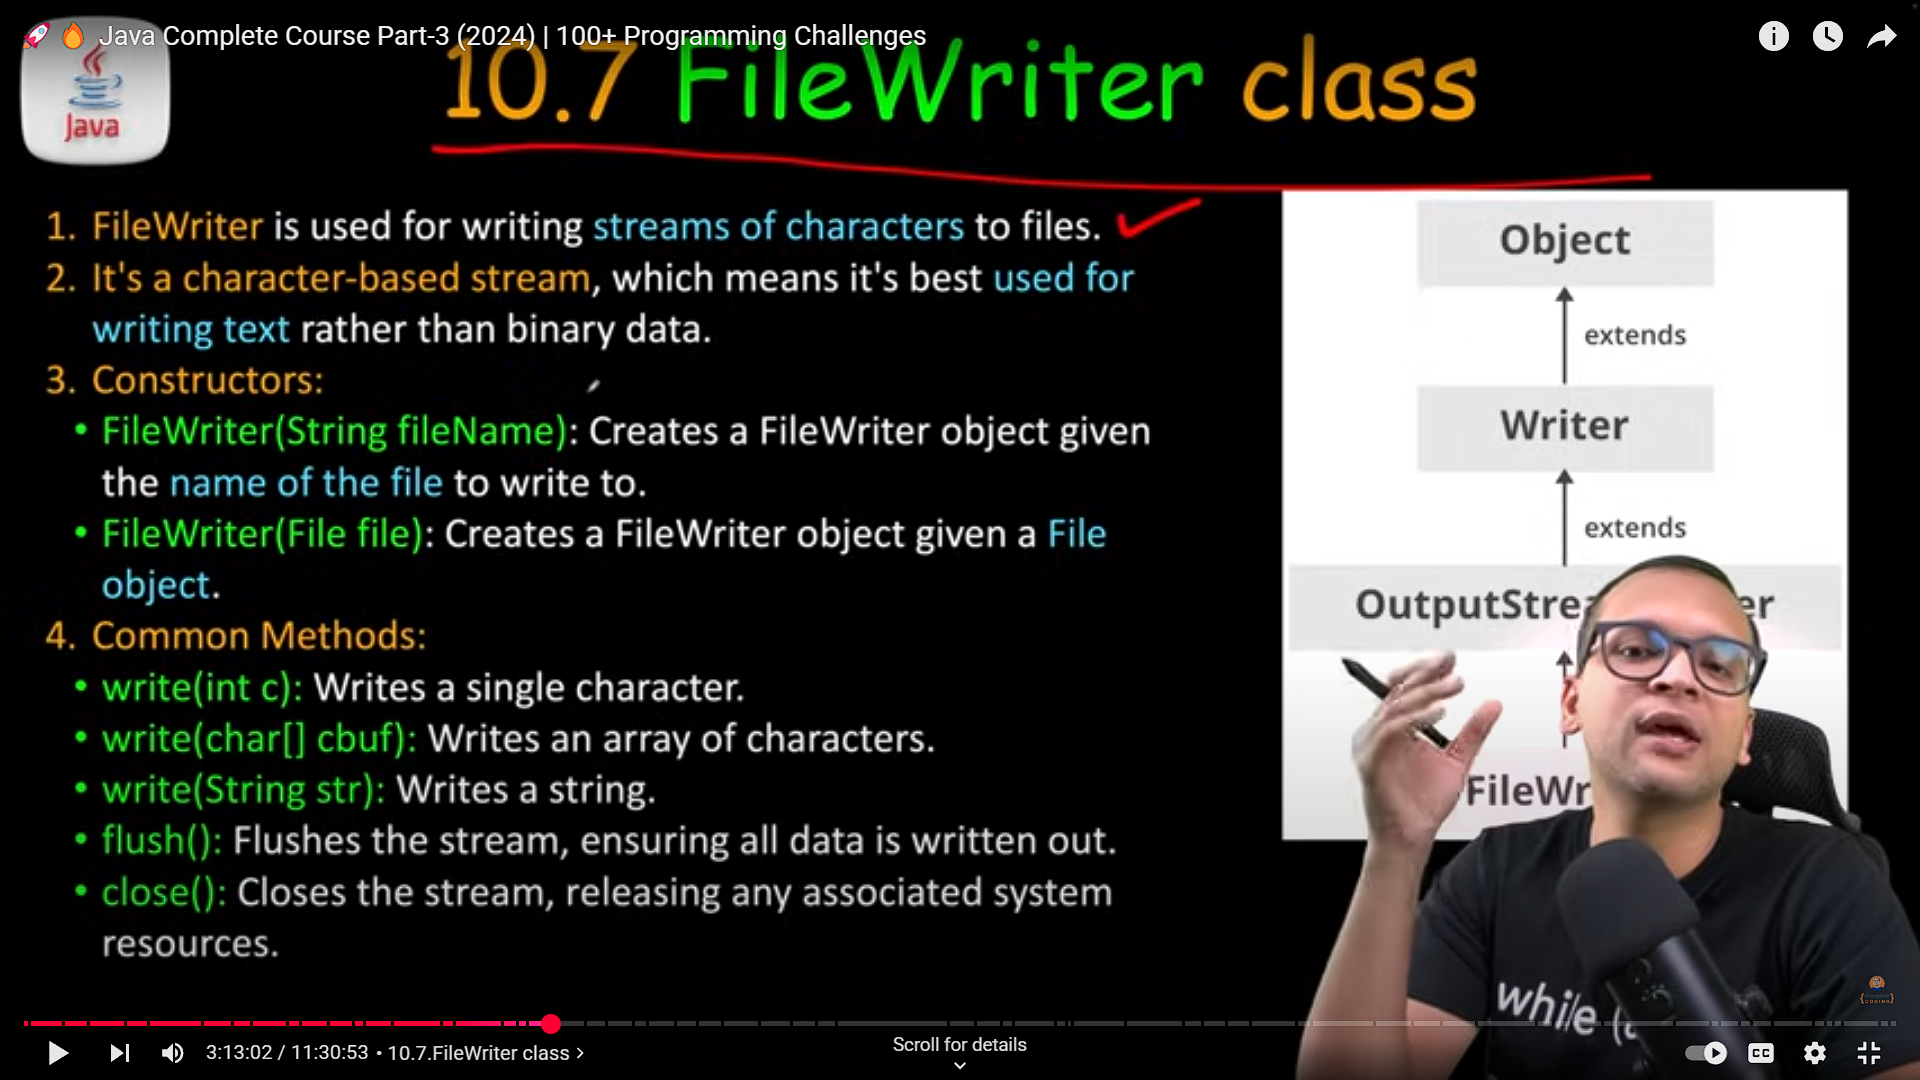 🚀 🔥 Java Complete Course Part-3 (2024) | 100+ Programming Challenges
Java
10.7 FileWriter class
1. FileWriter is used for writing streams of characters to files.
2. It's a character-based stream, which means it's best used for
writing text rather than binary data.
3. Constructors:
• FileWriter(String fileName): Creates a FileWriter object given
the name of the file to write to.
• FileWriter(File file): Creates a FileWriter object given a File
object.
4. Common Methods:
• write(int c): Writes a single character.
• write(char[] cbuf): Writes an array of characters.
• write(String str): Writes a string.
• flush(): Flushes the stream, ensuring all data is written out.
• close(): Closes the stream, releasing any associated system
resources.
Object
extends
Writer
extends
while (
3:13:02 / 11:30:53 • 10.7.FileWriter class >
Scroll for details
CC